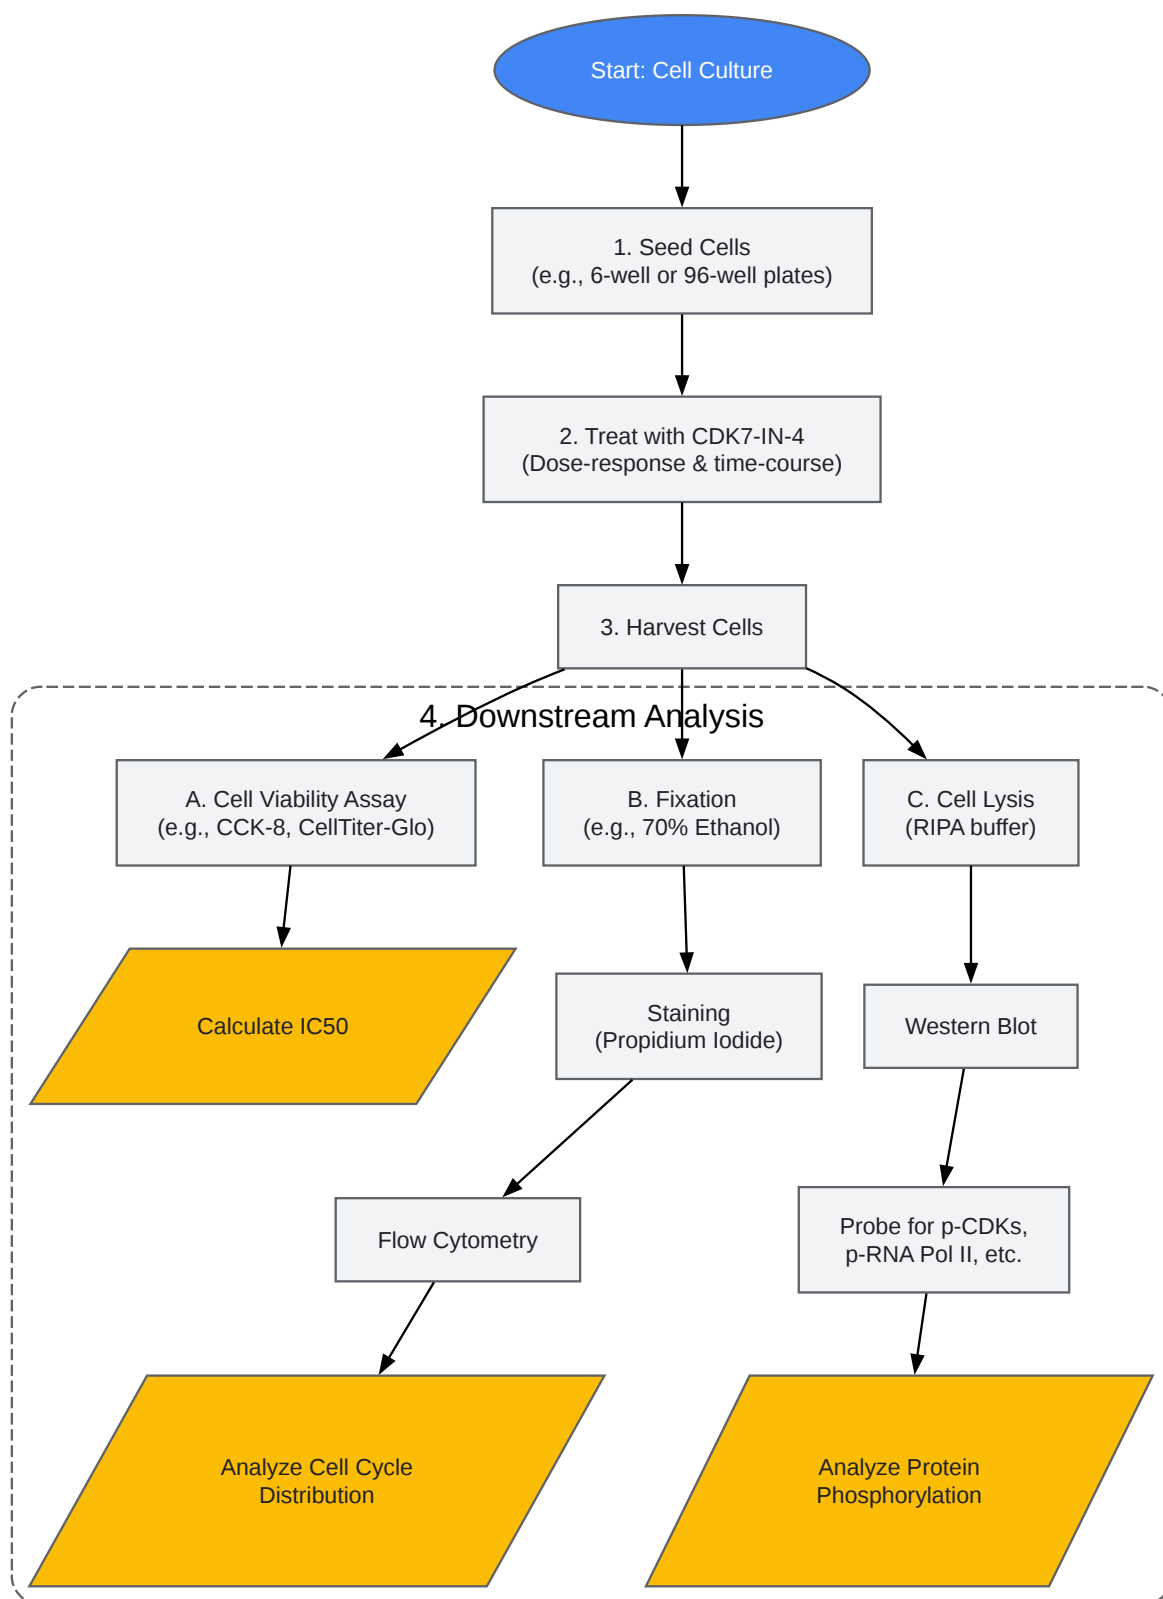 Start: Cell Culture
1. Seed Cells
(e.g., 6-well or 96-well plates)
2. Treat with CDK7-IN-4
(Dose-response & time-course)
3. Harvest Cells
4. Downstream Analysis
A. Cell Viability Assay
(e.g., CCK-8, CellTiter-Glo)
B. Fixation
(e.g., 70% Ethanol)
C. Cell Lysis
(RIPA buffer)
Calculate IC50
Staining
(Propidium Iodide)
Western Blot
Flow Cytometry
Probe for p-CDKs,
p-RNA Pol II, etc.
Analyze Cell Cycle
Distribution
Analyze Protein
Phosphorylation